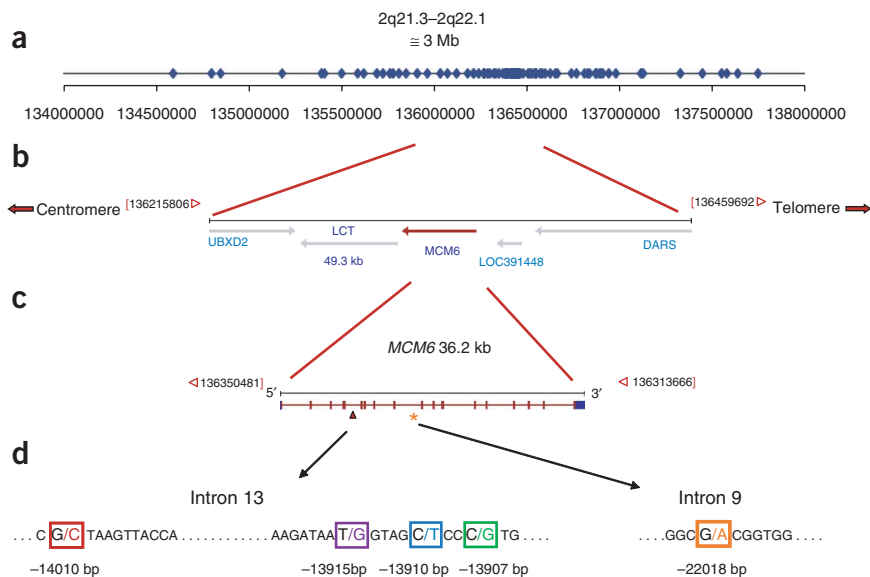 2q21.3–2q22.1
≅ 3 Mb
a
134000000 134500000 135000000 135500000 136000000 136500000 137000000 137500000 138000000
b
Centromere [136215806 [136459692 Telomere
LCT
UBXD2 DARS
49.3 kb MCM6 LOC391448
c
MCM6 36.2 kb
136350481] 136313666]
5′ 3′
*
d
Intron 13 Intron 9
... C G/C TAAGTTACCA ............ AAGATAA T/G GTAG C/T CC C/G TG .... ....GGC G/A CGGTGG ....
–14010 bp –13915bp –13910 bp –13907 bp –22018 bp